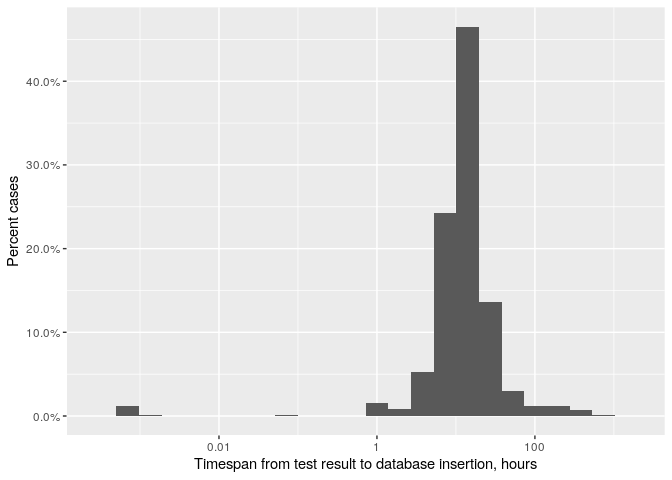 40.0%
30.0%
20.0%
10.0%
0.0%
Percent cases
0.01 1 100
Timespan from test result to database insertion, hours